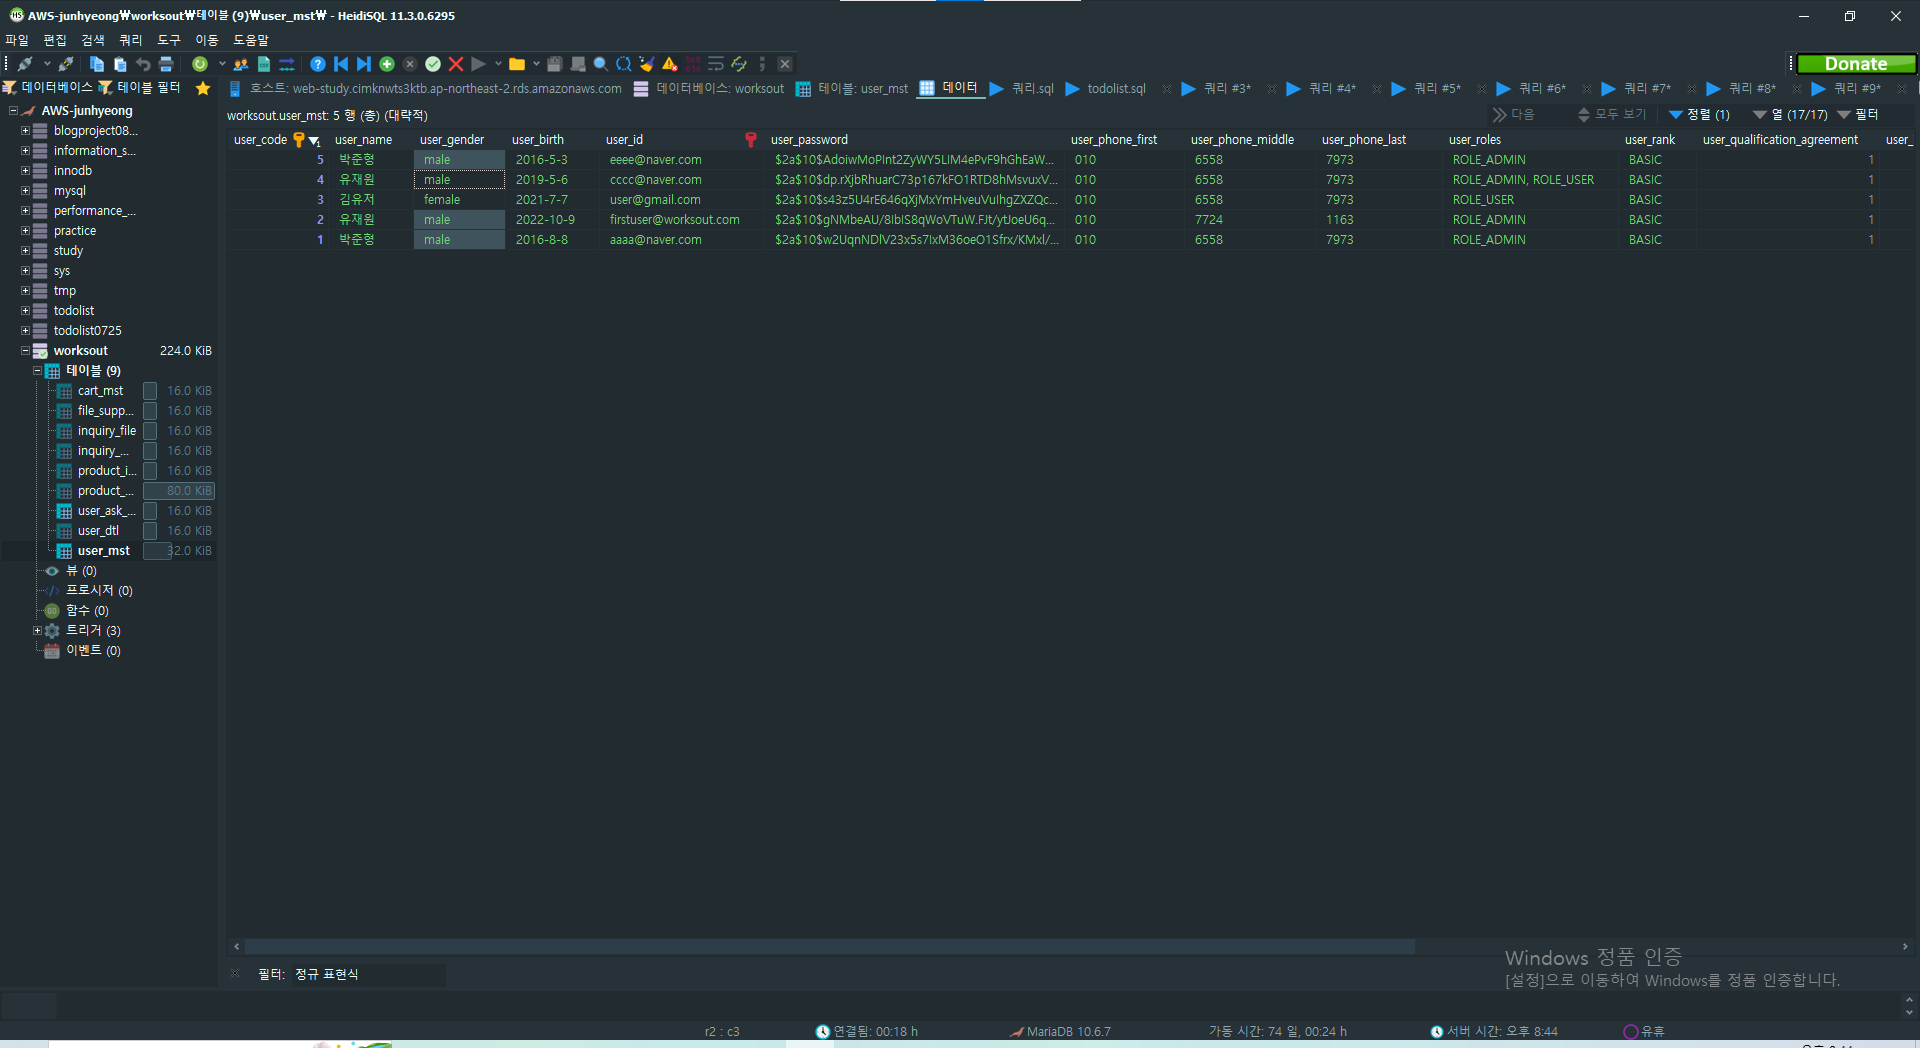 AWS-junhyeong₩worksout₩테이블 (9)₩user_mst₩ - HeidiSQL 11.3.0.6295
파일 편집 검색 쿼리 도구 이동 도움말
Donate
데이터베이스 테이블 필터 호스트: web-study.cimknwts3ktb.ap-northeast-2.rds.amazonaws.com 데이터베이스: worksout 테이블: user_mst 데이터 쿼리.sql todolist.sql 쿼리 #3* 쿼리 #4* 쿼리 #5* 쿼리 #6* 쿼리 #7* 쿼리 #8* 쿼리 #9*
worksout.user_mst: 5 행 (총) (대략적) 다음 모두 보기 정렬 (1) 열 (17/17) 필터
user_code user_name user_gender user_birth user_id user_password user_phone_first user_phone_middle user_phone_last user_roles user_rank user_qualification_agreement user_
5 박준형 male 2016-5-3 eeee@naver.com $2a$10$AdoiwMoPInt2ZyWY5LIM4ePvF9hGhEaW... 010 6558 7973 ROLE_ADMIN BASIC 1
4 유재원 male 2019-5-6 cccc@naver.com $2a$10$dp.rXjbRhuarC73p167kFO1RTD8hMsvuxV... 010 6558 7973 ROLE_ADMIN, ROLE_USER BASIC 1
3 김유저 female 2021-7-7 user@gmail.com $2a$10$s43z5U4rE646qXjMxYmHveuVuIhgZXZQc... 010 6558 7973 ROLE_USER BASIC 1
2 유재원 male 2022-10-9 firstuser@worksout.com $2a$10$gNMbeAU/8IbIS8qWoVTuW.FJt/ytJoeU6q... 010 7724 1163 ROLE_ADMIN BASIC 1
1 박준형 male 2016-8-8 aaaa@naver.com $2a$10$w2UqnNDlV23x5s7IxM36oeO1Sfrx/KMxl/... 010 6558 7973 ROLE_ADMIN BASIC 1
AWS-junhyeong
blogproject08...
information_s...
innodb
mysql
performance_...
practice
study
sys
tmp
todolist
todolist0725
worksout 224.0 KiB
테이블 (9)
cart_mst 16.0 KiB
file_supp... 16.0 KiB
inquiry_file 16.0 KiB
inquiry_... 16.0 KiB
product_i... 16.0 KiB
product_... 80.0 KiB
user_ask_... 16.0 KiB
user_dtl 16.0 KiB
user_mst 32.0 KiB
뷰 (0)
프로시저 (0)
함수 (0)
트리거 (3)
이벤트 (0)
필터: 정규 표현식
Windows 정품 인증
[설정]으로 이동하여 Windows를 정품 인증합니다.
r2 : c3 연결됨: 00:18 h MariaDB 10.6.7 가동 시간: 74 일, 00:24 h 서버 시간: 오후 8:44 유휴